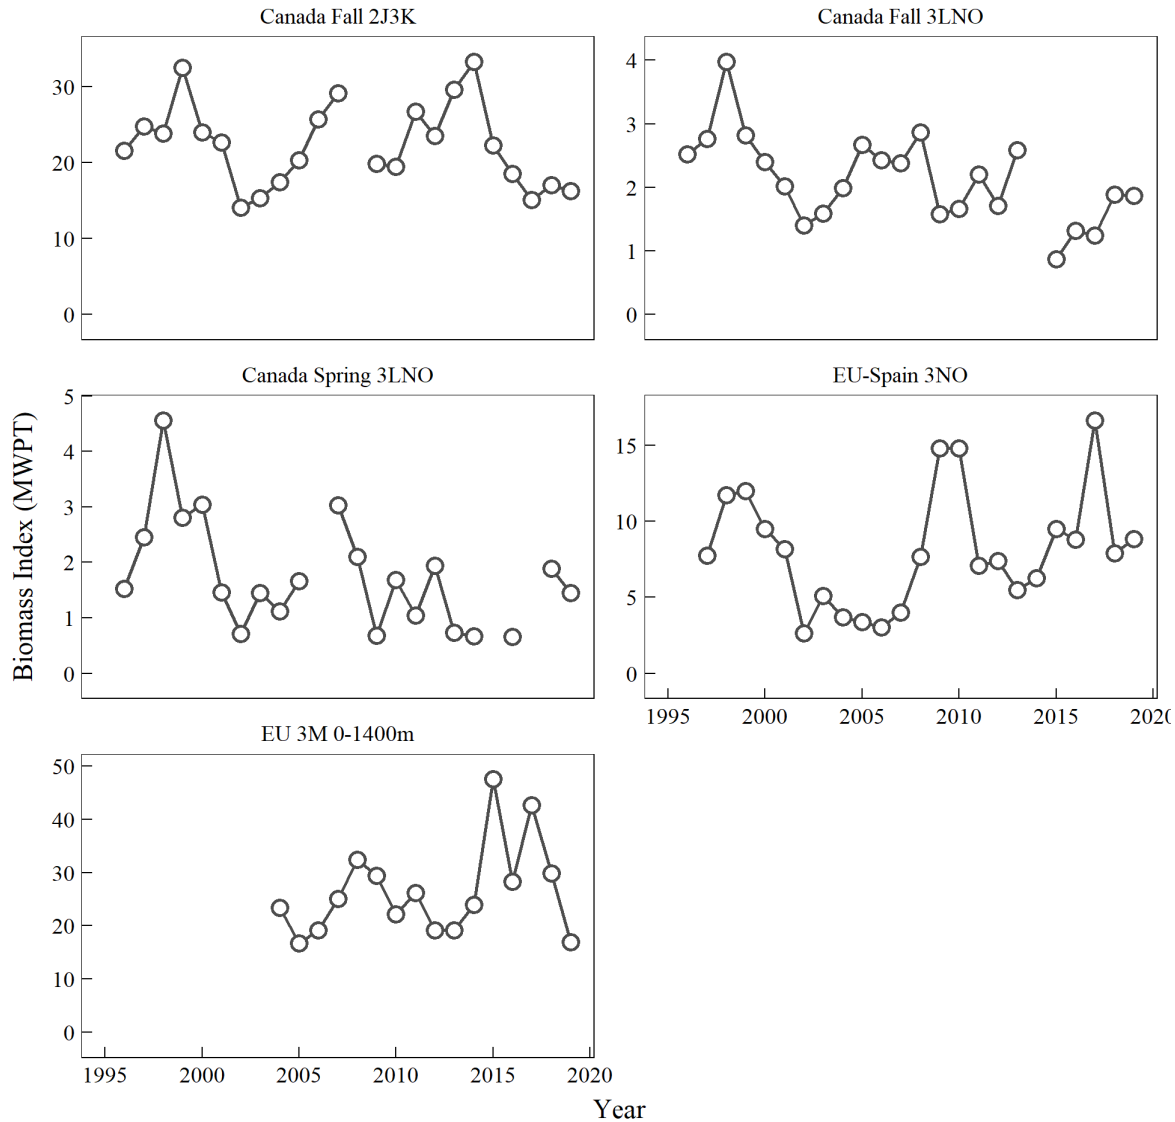 Canada Fall 2J3K
Canada Fall 3LNO
30
20
10
0
4
3
2
1
0
Canada Spring 3LNO
EU-Spain 3NO
Biomass Index (MWPT)
5
4
3
2
1
0
15
10
5
0
1995 2000 2005 2010 2015 2020
EU 3M 0-1400m
50
40
30
20
10
0
1995 2000 2005 2010 2015 2020
Year